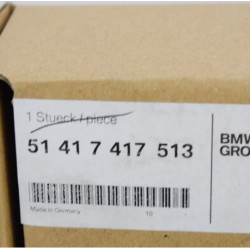 1 Stueck / piece
51 41 7 417 513
BMW
GRO
Made in Germany
10